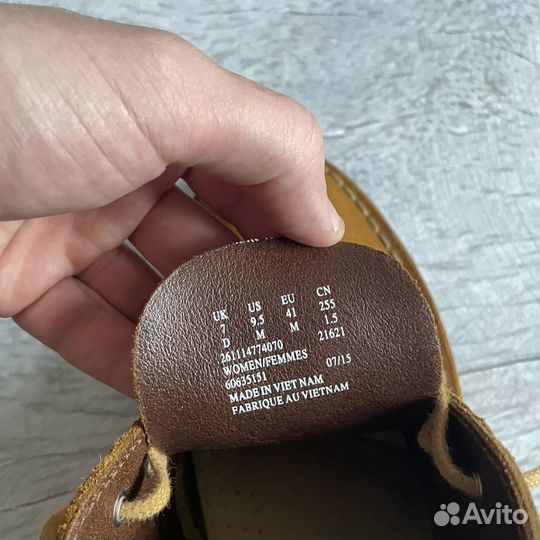 UK US EU CN
7 9.5 41 255
D M M 1.5
261114774070 21621
WOMEN/FEMMES
60635151 07/15
MADE IN VIET NAM
FABRIQUE AU VIETNAM
Avito